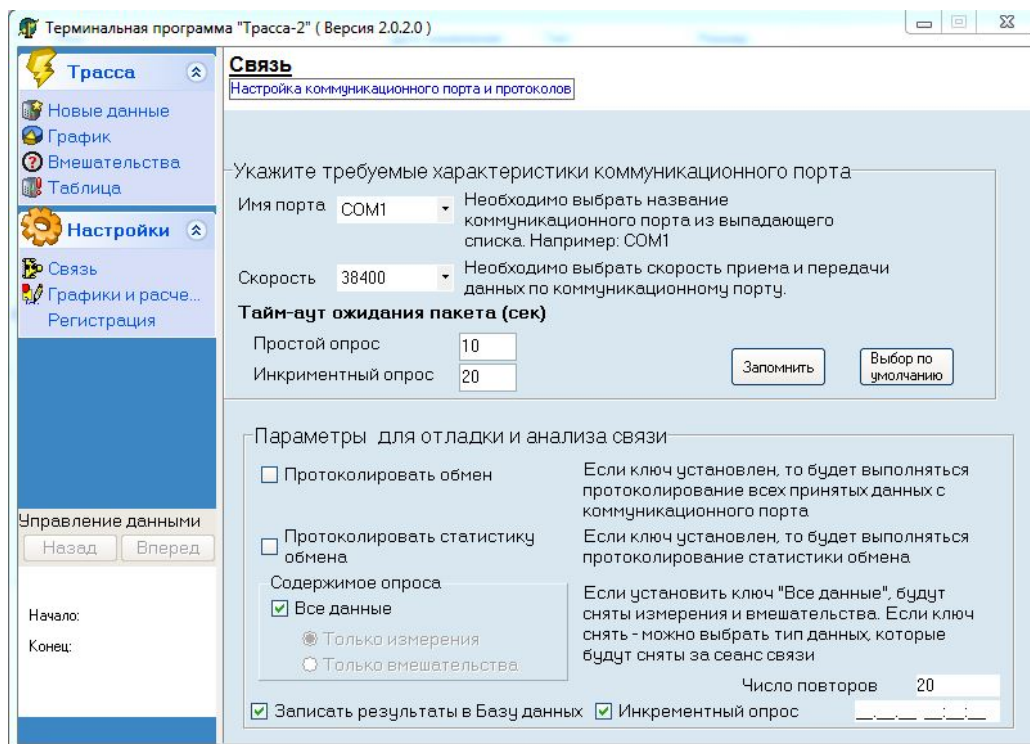 Терминальная программа "Трасса-2" ( Версия 2.0.2.0 )
Трасса
Новые данные
График
Вмешательства
Таблица
Настройки
Связь
Графики и расче...
Регистрация
Управление данными
Назад Вперед
Начало:
Конец:
Связь
Настройка коммуникационного порта и протоколов
Укажите требуемые характеристики коммуникационного порта
Имя порта COM1
Необходимо выбрать название
коммуникационного порта из выпадающего
списка. Например: COM1
Скорость 38400
Необходимо выбрать скорость приема и передачи
данных по коммуникационному порту.
Тайм-аут ожидания пакета (сек)
Простой опрос 10
Инкриментный опрос 20
Запомнить
Выбор по
умолчанию
Параметры для отладки и анализа связи
Протоколировать обмен
Если ключ установлен, то будет выполняться
протоколирование всех принятых данных с
коммуникационного порта
Протоколировать статистику
обмена
Если ключ установлен, то будет выполняться
протоколирование статистики обмена
Содержимое опроса
Все данные
Только измерения
Только вмешательства
Если установить ключ "Все данные", будут
сняты измерения и вмешательства. Если ключ
снять - можно выбрать тип данных, которые
будут сняты за сеанс связи
Число повторов 20
Записать результаты в Базу данных Инкрементный опрос __.__.__ __:__:__